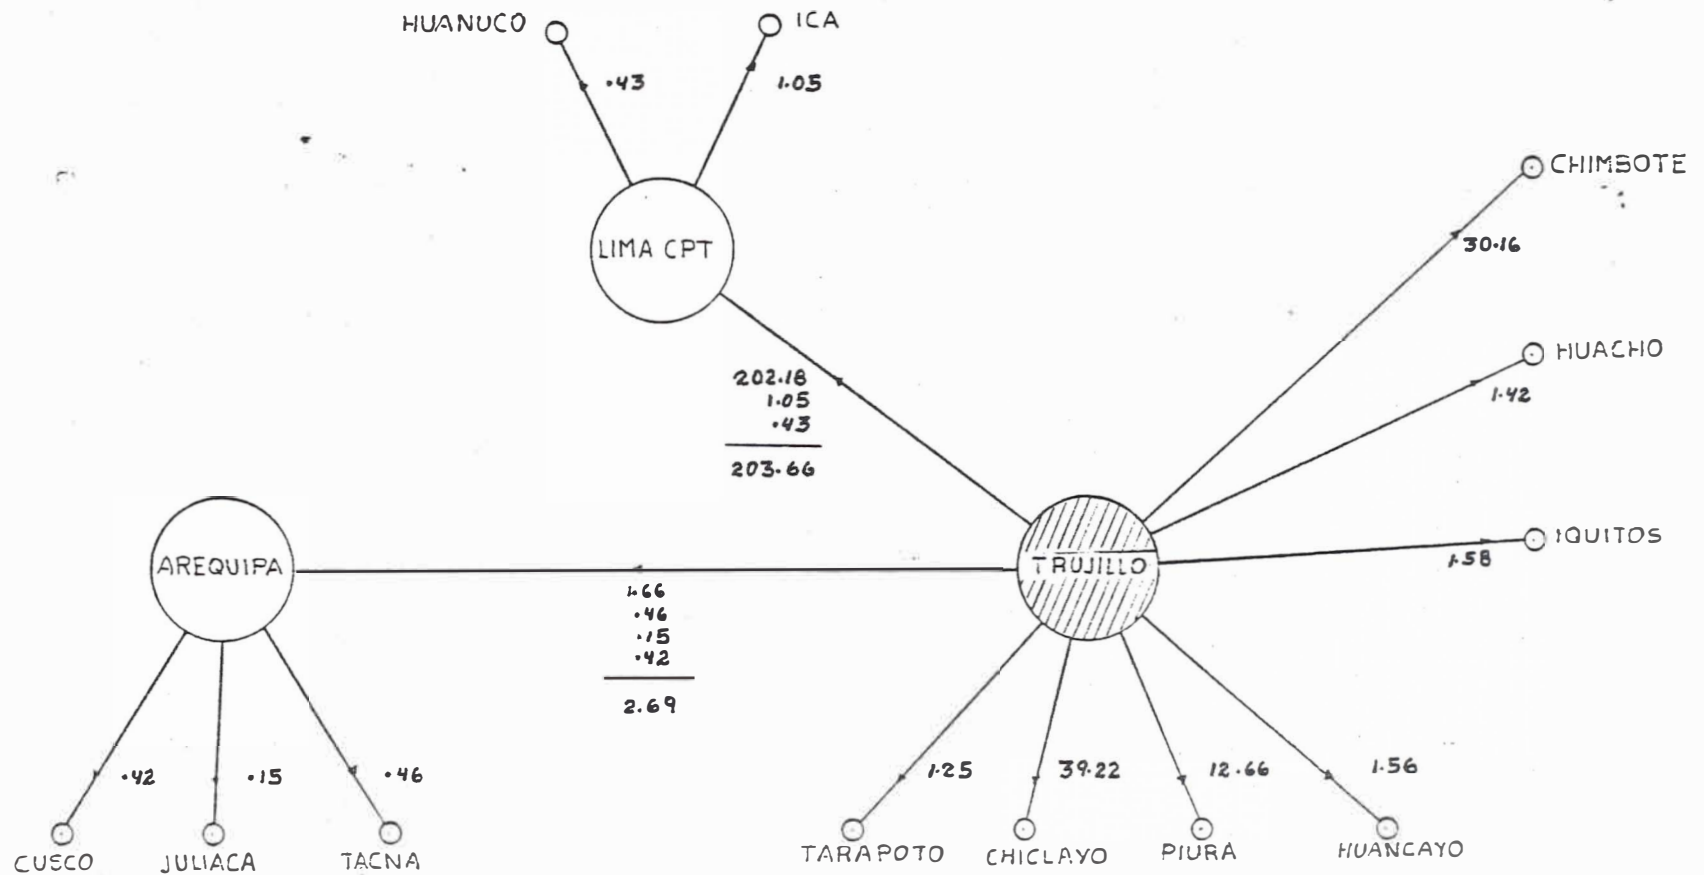 HUANUCO
ICA
.43
1.05
LIMA CPT
CHIMBOTE
30.16
HUACHO
1.42
202.18
1.05
.43
203.66
IQUITOS
1.58
AREQUIPA
TRUJILLO
1.66
.46
.15
.42
2.69
.42
.15
.46
1.25
39.22
12.66
1.56
CUSCO
JULIACA
TACNA
TARAPOTO
CHICLAYO
PIURA
HUANCAYO